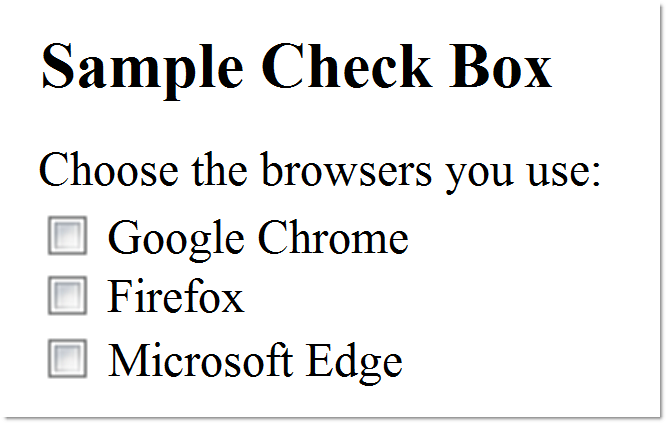 Sample Check Box
Choose the browsers you use:
Google Chrome
Firefox
Microsoft Edge